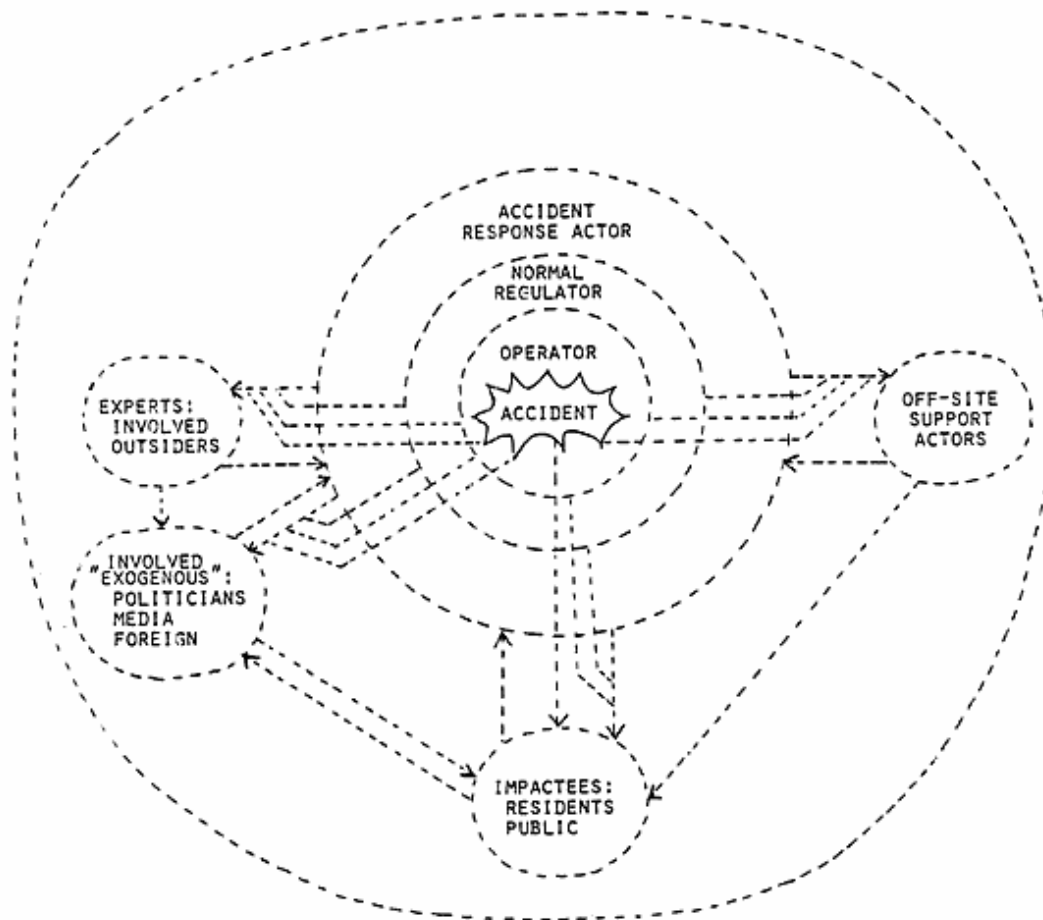 ACCIDENT
RESPONSE ACTOR
NORMAL
REGULATOR
OPERATOR
ACCIDENT
EXPERTS:
INVOLVED
OUTSIDERS
OFF-SITE
SUPPORT
ACTORS
INVOLVED
"EXOGENOUS":
POLITICIANS
MEDIA
FOREIGN
IMPACTEES:
RESIDENTS
PUBLIC